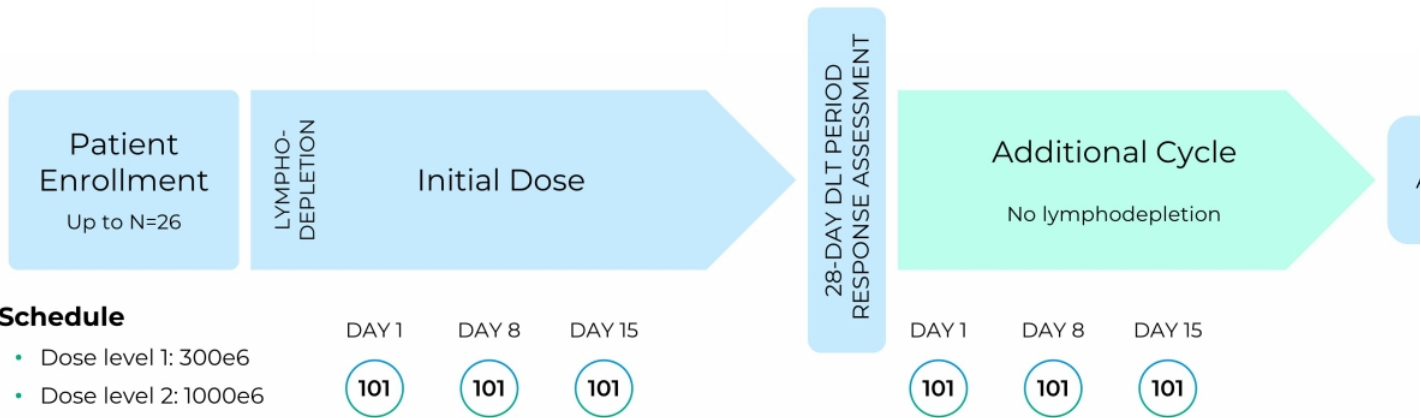 Patient
Enrollment
Up to N=26
LYMPHO-
DEPLETION
Initial Dose
28-DAY DLT PERIOD
RESPONSE ASSESSMENT
Additional Cycle
No lymphodepletion
Schedule
• Dose level 1: 300e6
• Dose level 2: 1000e6
DAY 1 DAY 8 DAY 15
101 101 101
DAY 1 DAY 8 DAY 15
101 101 101